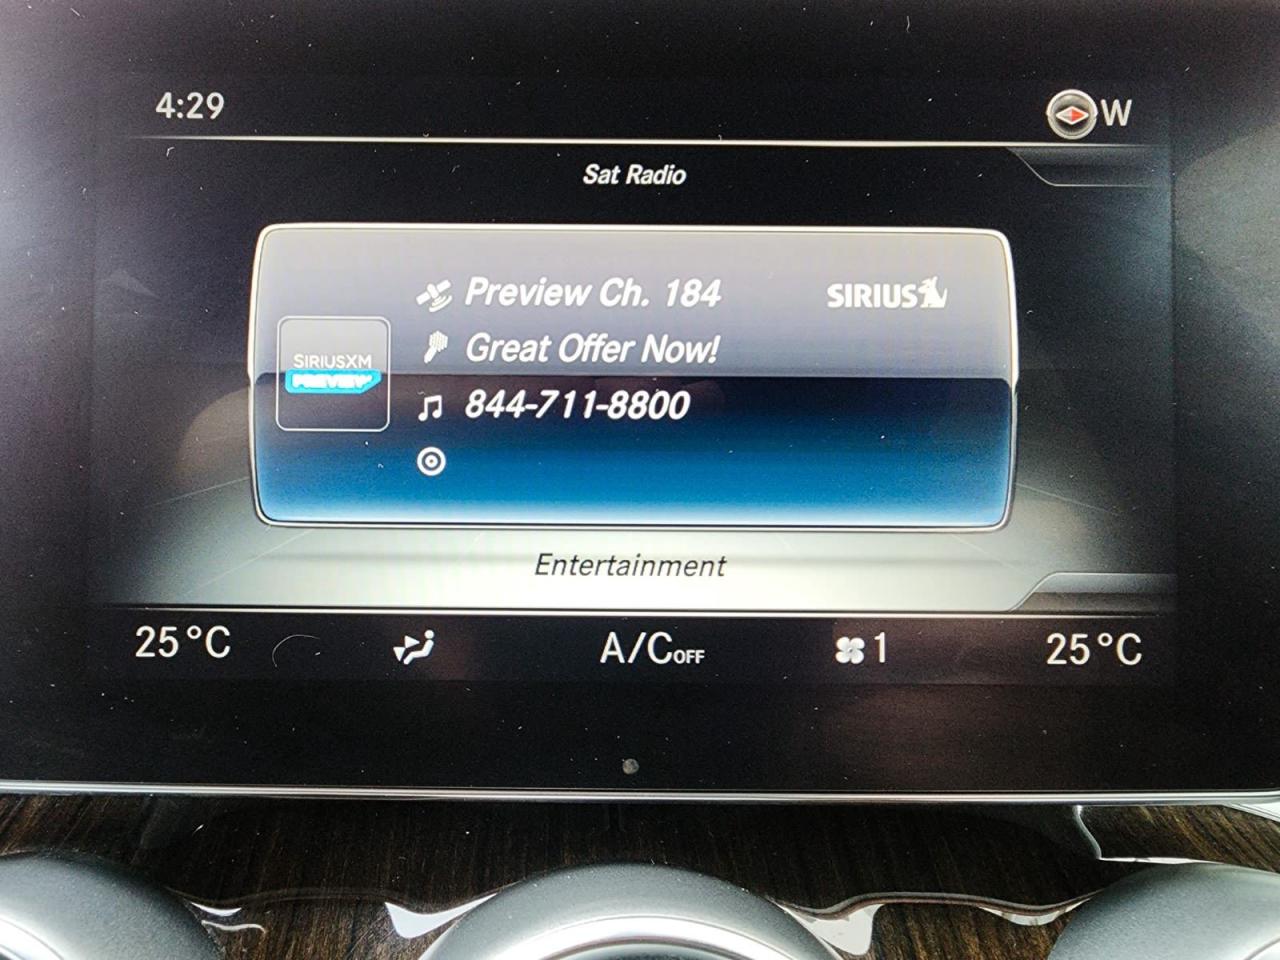 4:29
W
Sat Radio
Preview Ch. 184
SIRIUS
Great Offer Now!
SIRIUSXM
PREVIEW
844-711-8800
Entertainment
25°C
A/C OFF
1
25°C